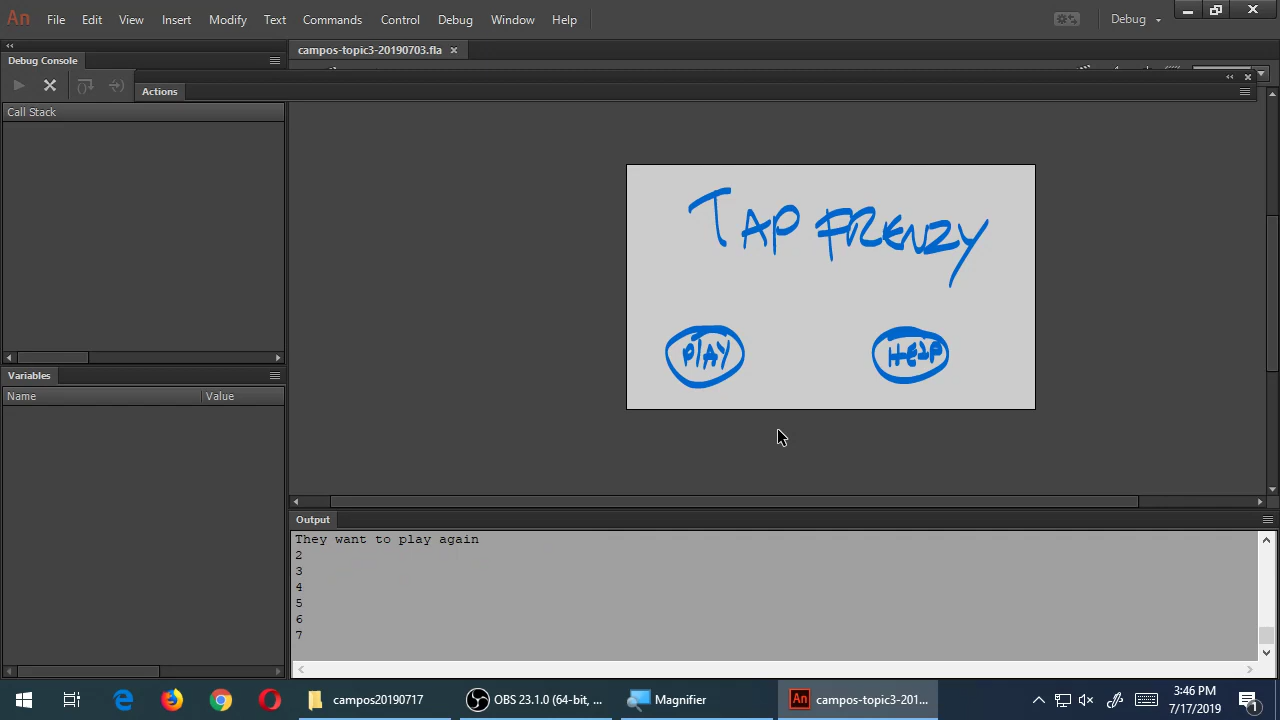 An File Edit View Insert Modify Text Commands Control Debug Window Help Debug
campos-topic3-20190703.fla
Debug Console
Actions
Call Stack
TAP FRENZY
PLAY HELP
Variables
Name Value
Output
They want to play again
2
3
4
5
6
7
campos20190717 OBS 23.1.0 (64-bit, ... Magnifier An campos-topic3-201... 3:46 PM
7/17/2019 1